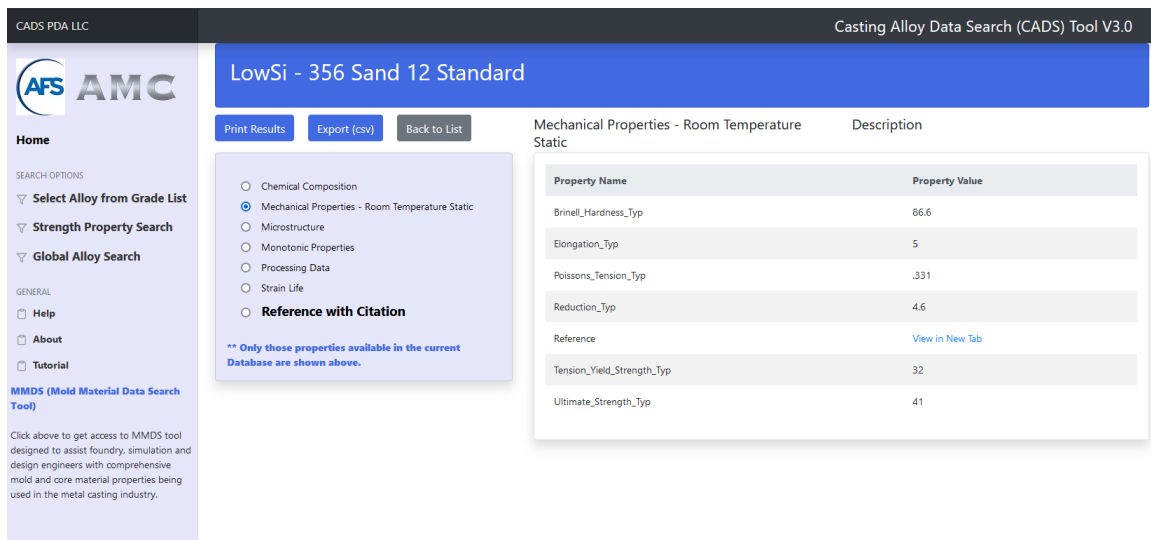 CADS PDA LLC
Casting Alloy Data Search (CADS) Tool V3.0
AFS AMC
Home
SEARCH OPTIONS
Select Alloy from Grade List
Strength Property Search
Global Alloy Search
GENERAL
Help
About
Tutorial
MMDS (Mold Material Data Search
Tool)
Click above to get access to MMDS tool
designed to assist foundry, simulation and
design engineers with comprehensive
mold and core material properties being
used in the metal casting industry.
LowSi - 356 Sand 12 Standard
Print Results Export (csv) Back to List
Chemical Composition
Mechanical Properties - Room Temperature Static
Microstructure
Monotonic Properties
Processing Data
Strain Life
Reference with Citation
** Only those properties available in the current
Database are shown above.
Mechanical Properties - Room Temperature
Static
Description
Property Name Property Value
Brinell_Hardness_Typ 86.6
Elongation_Typ 5
Poissons_Tension_Typ .331
Reduction_Typ 4.6
Reference View in New Tab
Tension_Yield_Strength_Typ 32
Ultimate_Strength_Typ 41